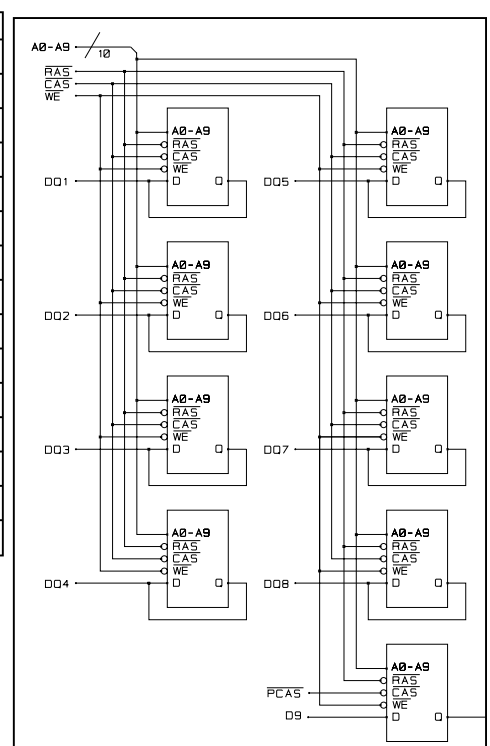 A0-A9
10
RAS
CAS
WE
A0-A9
RAS
CAS
WE
DQ1 D Q
A0-A9
RAS
CAS
WE
DQ5 D Q
A0-A9
RAS
CAS
WE
DQ2 D Q
A0-A9
RAS
CAS
WE
DQ6 D Q
A0-A9
RAS
CAS
WE
DQ3 D Q
A0-A9
RAS
CAS
WE
DQ7 D Q
A0-A9
RAS
CAS
WE
DQ4 D Q
A0-A9
RAS
CAS
WE
DQ8 D Q
A0-A9
RAS
PCAS CAS
WE
D9 D Q